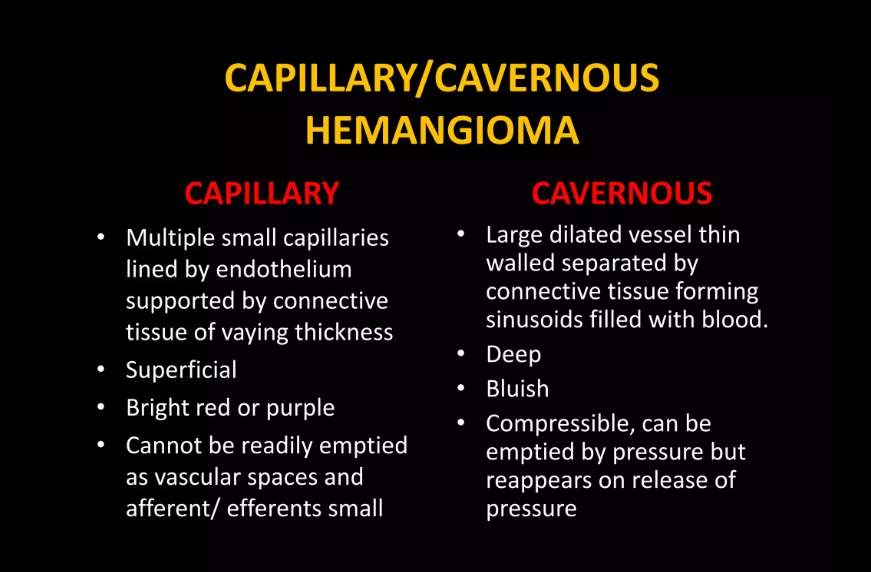 CAPILLARY/CAVERNOUS
HEMANGIOMA
CAPILLARY
• Multiple small capillaries
lined by endothelium
supported by connective
tissue of vaying thickness
• Superficial
• Bright red or purple
• Cannot be readily emptied
as vascular spaces and
afferent/ efferents small
CAVERNOUS
• Large dilated vessel thin
walled separated by
connective tissue forming
sinusoids filled with blood.
• Deep
• Bluish
• Compressible, can be
emptied by pressure but
reappears on release of
pressure